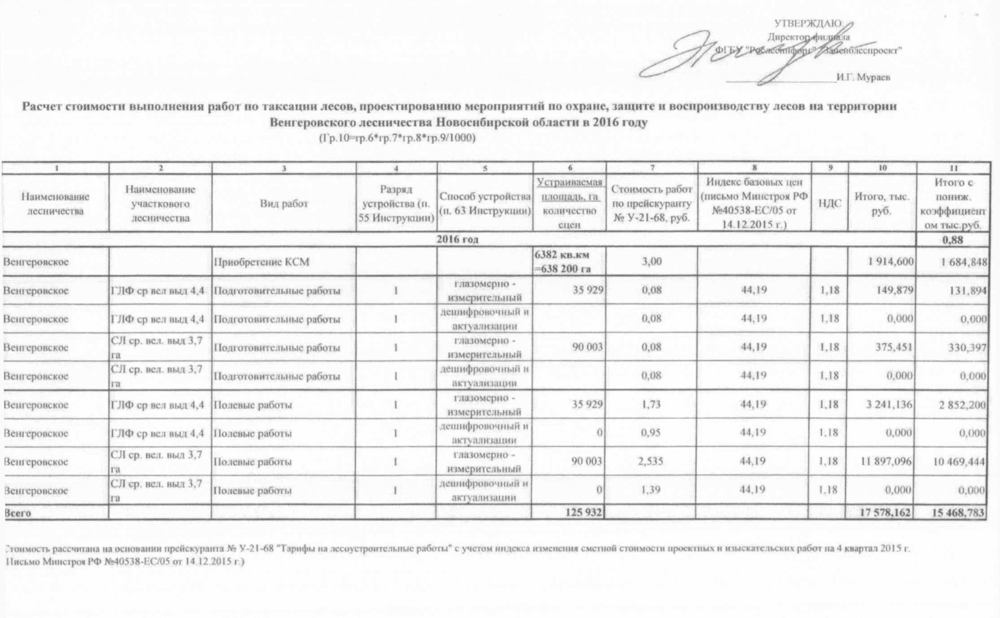 УТВЕРЖДАЮ:
Директор филиала
ФГБУ "Рослесинфорг" "Запсиблеспроект"
И.Г. Мураев
Расчет стоимости выполнения работ по таксации лесов, проектированию мероприятий по охране, защите и воспроизводству лесов на территории
Венгеровского лесничества Новосибирской области в 2016 году
(Гр.10=гр.6*гр.7*гр.8*гр.9/1000)
1 2 3 4 5 6 7 8 9 10 11
Наименование
лесничества
Наименование
участкового
лесничества
Вид работ
Разряд
устройства (п.
55 Инструкции)
Способ устройства
(п. 63 Инструкции)
Устраиваемая
площадь, га
количество
сцен
Стоимость работ
по прейскуранту
№ У-21-68, руб.
Индекс базовых цен
(письмо Минстроя РФ
№40538-ЕС/05 от
14.12.2015 г.)
НДС
Итого, тыс.
руб.
Итого с
пониж.
коэффициент
ом тыс.руб.
2016 год 0,88
Венгеровское Приобретение КСМ
6382 кв.км
=638 200 га
3,00 1 914,600 1 684,848
Венгеровское ГЛФ ср вел выд 4,4 Подготовительные работы 1
глазомерно -
измерительный
35 929 0,08 44,19 1,18 149,879 131,894
Венгеровское ГЛФ ср вел выд 4,4 Подготовительные работы 1
дешифровочный и
актуализации
0,08 44,19 1,18 0,000 0,000
Венгеровское
СЛ ср. вел. выд 3,7
га
Подготовительные работы 1
глазомерно -
измерительный
90 003 0,08 44,19 1,18 375,451 330,397
Венгеровское
СЛ ср. вел. выд 3,7
га
Подготовительные работы 1
дешифровочный и
актуализации
0,08 44,19 1,18 0,000 0,000
Венгеровское ГЛФ ср вел выд 4,4 Полевые работы 1
глазомерно -
измерительный
35 929 1,73 44,19 1,18 3 241,136 2 852,200
Венгеровское ГЛФ ср вел выд 4,4 Полевые работы 1
дешифровочный и
актуализации
0 0,95 44,19 1.18 0,000 0,000
Венгеровское
СЛ ср. вел. выд 3,7
га
Полевые работы 1
глазомерно -
измерительный
90 003 2,535 44,19 1,18 11 897,096 10 469,444
Венгеровское
СЛ ср. вел. выд 3,7
га
Полевые работы 1
дешифровочный и
актуализации
0 1,39 44,19 1.18 0,000 0,000
Всего 125 932 17 578,162 15 468,783
Стоимость рассчитана на основании прейскуранта № У-21-68 "Тарифы на лесоустроительные работы" с учетом индекса изменения сметной стоимости проектных и изыскательских работ на 4 квартал 2015 г.
Письмо Минстроя РФ №40538-ЕС/05 от 14.12.2015 г.)